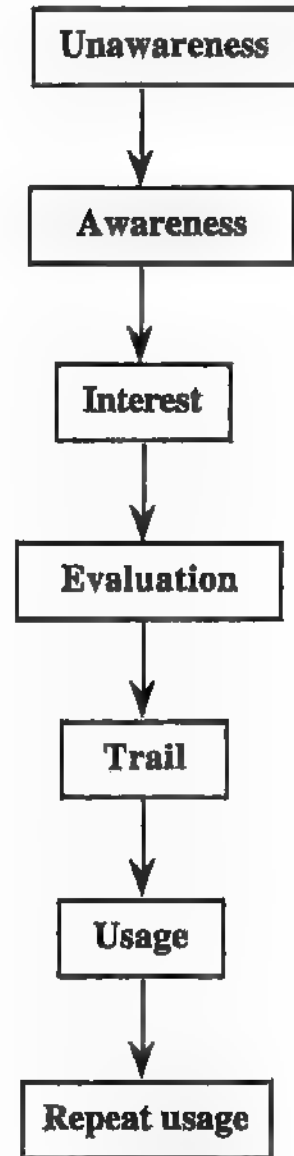 Unawareness
Awareness
Interest
Evaluation
Trail
Usage
Repeat usage